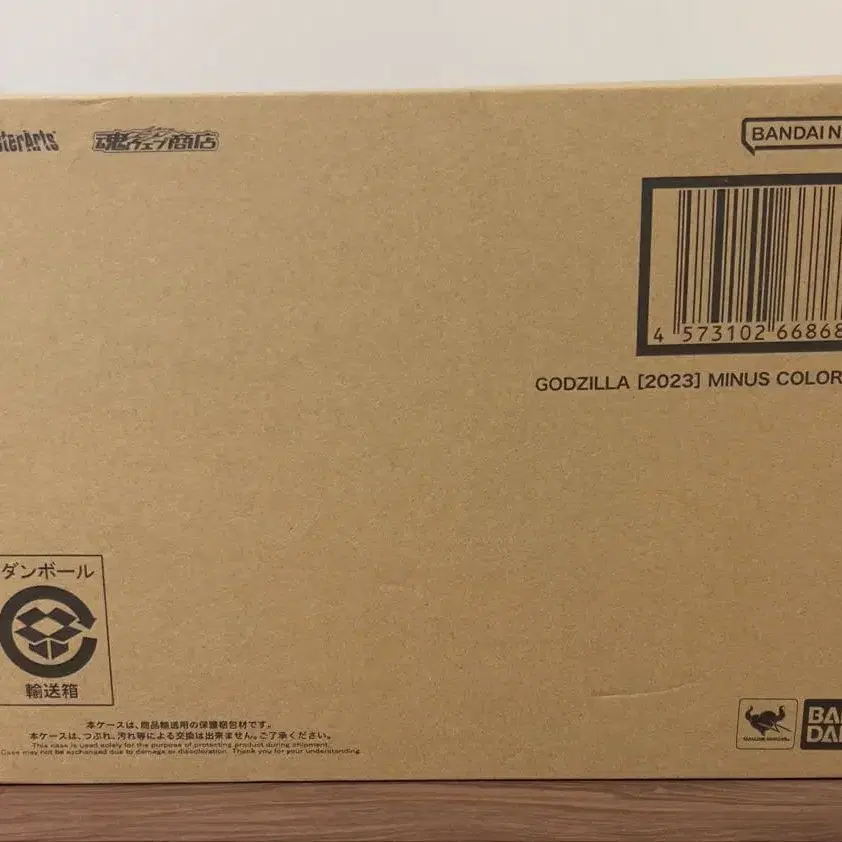 sterArts
魂ウェブ商店
BANDAI N
4 573102 66868
GODZILLA [2023] MINUS COLOR
ダンボール
輸送箱
本ケースは、商品輸送用の保護梱包材です。
本ケースは、つぶれ、汚れ等による交換は出来ません。ご了承ください。
This case is used solely for the purpose of protecting product during shipment.
Case may not be exchanged due to damage or discoloration. Thank you for your understanding.
TAMASHII NATIONS
BAN
DAI